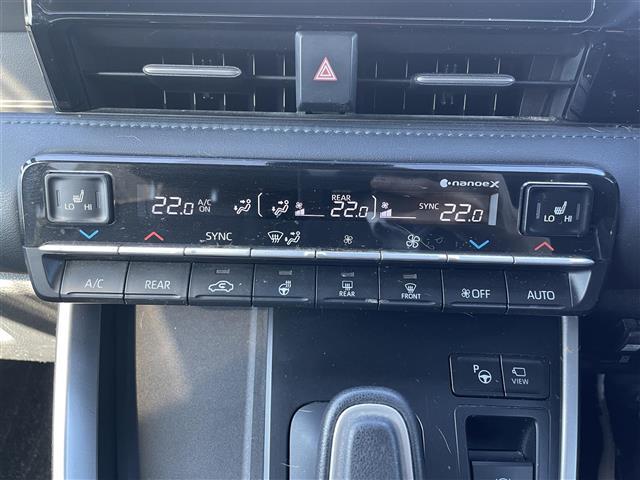 nanoeX
LO HI
22.0 A/C ON REAR 22.0 SYNC 22.0
LO HI
SYNC
A/C REAR REAR FRONT OFF AUTO
P VIEW